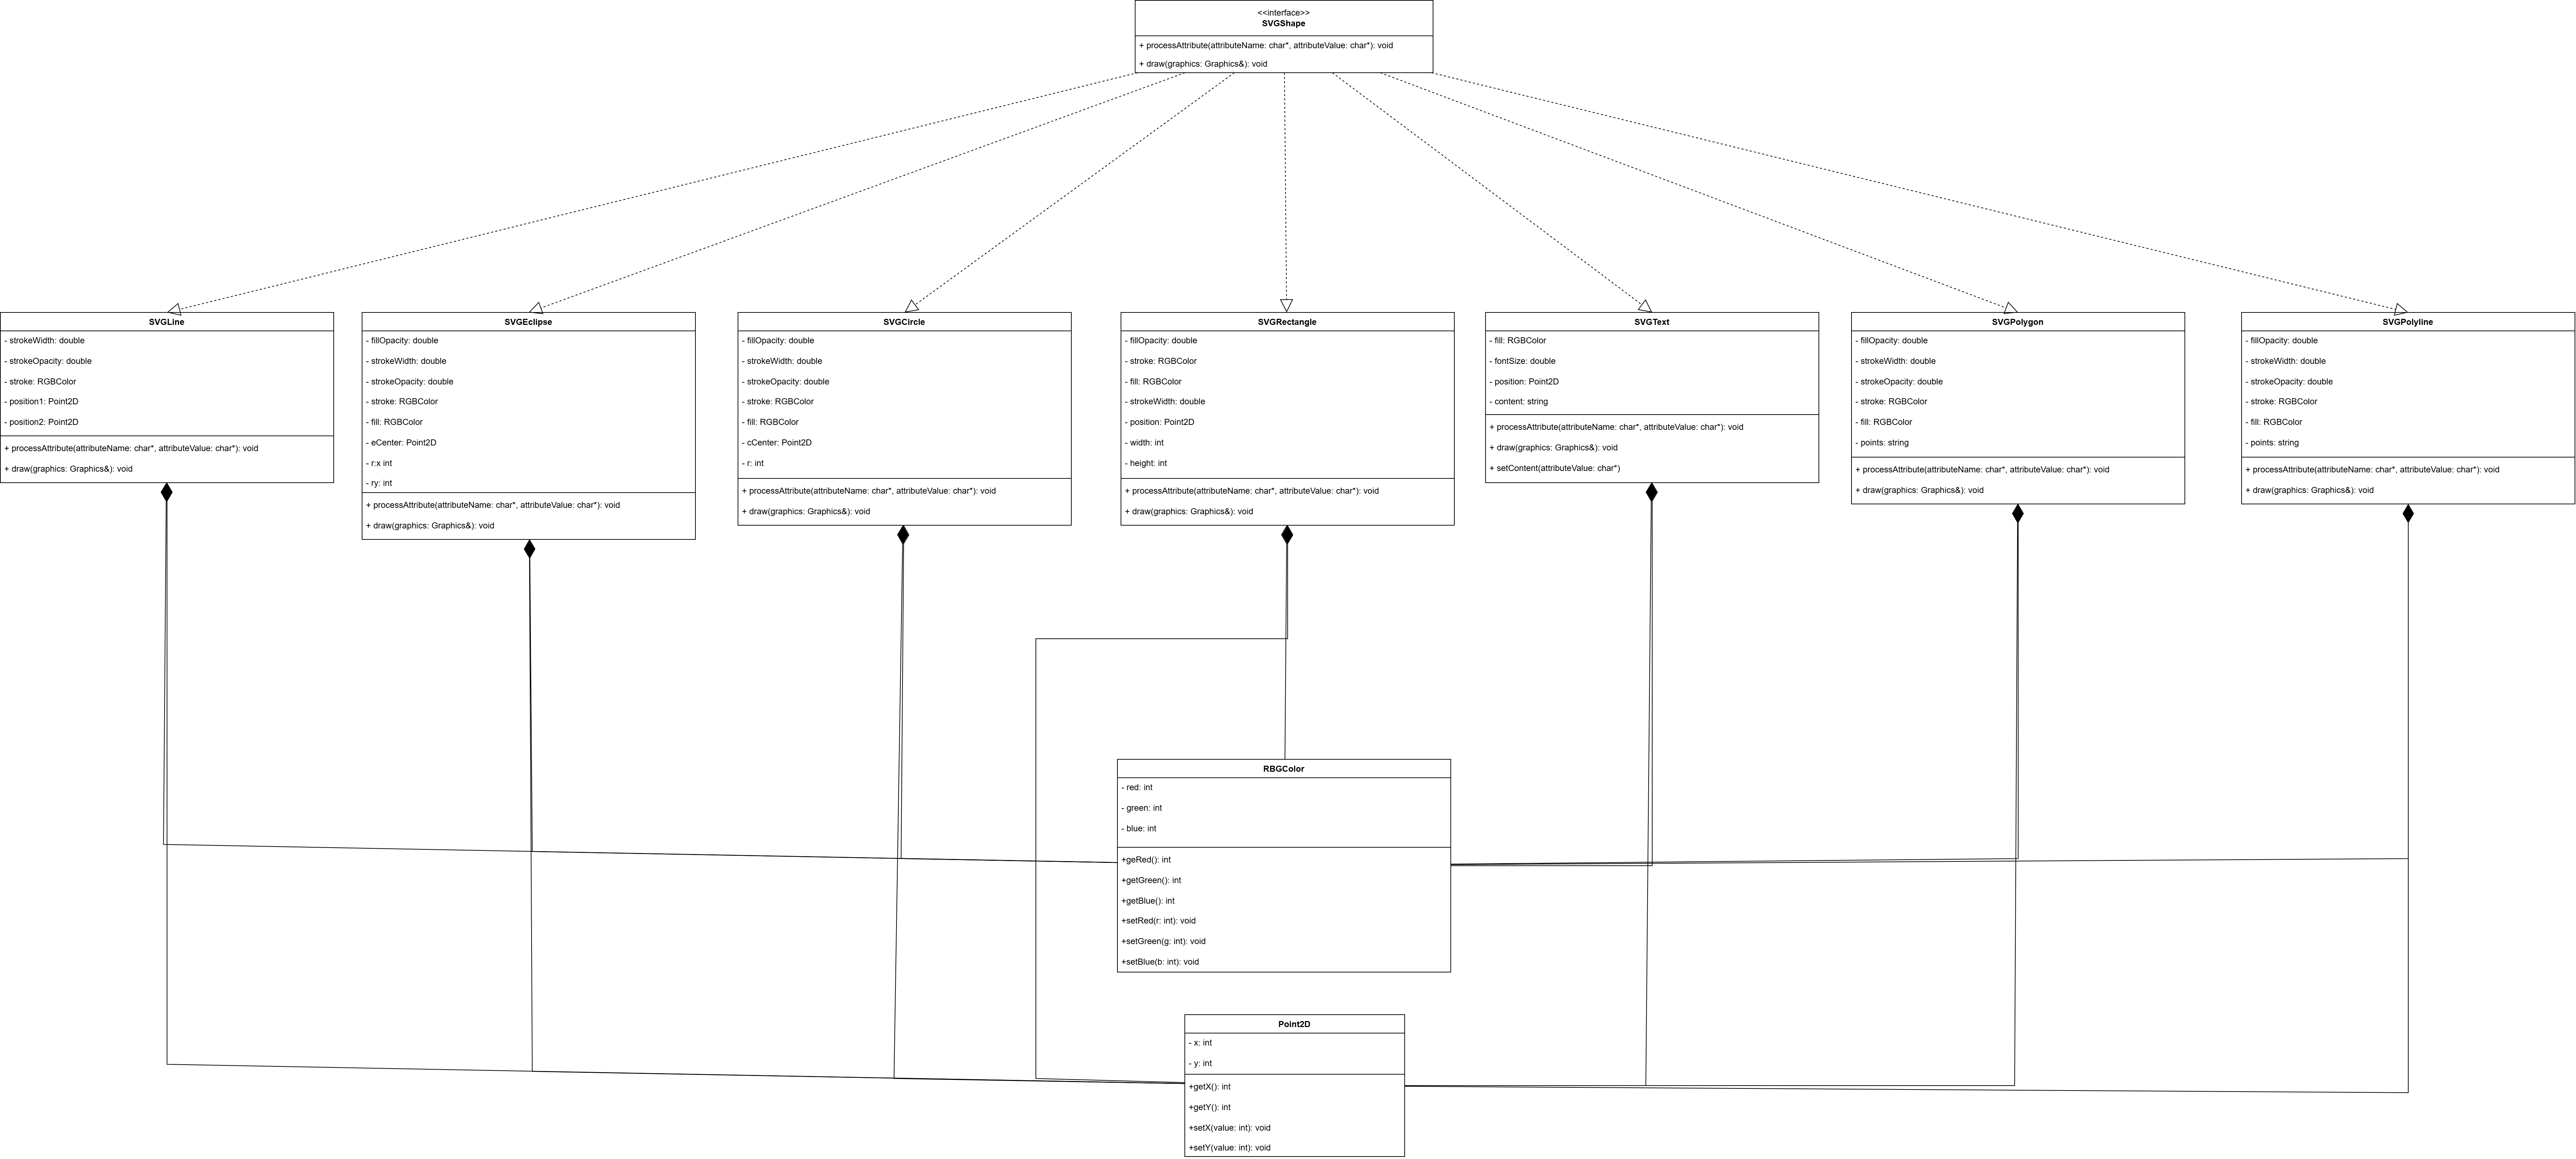 <<interface>>
SVGShape
+ processAttribute(attributeName: char*, attributeValue: char*): void
+ draw(graphics: Graphics&): void
SVGLine
- strokeWidth: double
- strokeOpacity: double
- stroke: RGBColor
- position1: Point2D
- position2: Point2D
+ processAttribute(attributeName: char*, attributeValue: char*): void
+ draw(graphics: Graphics&): void
SVGEclipse
- fillOpacity: double
- strokeWidth: double
- strokeOpacity: double
- stroke: RGBColor
- fill: RGBColor
- eCenter: Point2D
- r:x int
- ry: int
+ processAttribute(attributeName: char*, attributeValue: char*): void
+ draw(graphics: Graphics&): void
SVGCircle
- fillOpacity: double
- strokeWidth: double
- strokeOpacity: double
- stroke: RGBColor
- fill: RGBColor
- cCenter: Point2D
- r: int
+ processAttribute(attributeName: char*, attributeValue: char*): void
+ draw(graphics: Graphics&): void
SVGRectangle
- fillOpacity: double
- stroke: RGBColor
- fill: RGBColor
- strokeWidth: double
- position: Point2D
- width: int
- height: int
+ processAttribute(attributeName: char*, attributeValue: char*): void
+ draw(graphics: Graphics&): void
SVGText
- fill: RGBColor
- fontSize: double
- position: Point2D
- content: string
+ processAttribute(attributeName: char*, attributeValue: char*): void
+ draw(graphics: Graphics&): void
+ setContent(attributeValue: char*)
SVGPolygon
- fillOpacity: double
- strokeWidth: double
- strokeOpacity: double
- stroke: RGBColor
- fill: RGBColor
- points: string
+ processAttribute(attributeName: char*, attributeValue: char*): void
+ draw(graphics: Graphics&): void
SVGPolyline
- fillOpacity: double
- strokeWidth: double
- strokeOpacity: double
- stroke: RGBColor
- fill: RGBColor
- points: string
+ processAttribute(attributeName: char*, attributeValue: char*): void
+ draw(graphics: Graphics&): void
RBGColor
- red: int
- green: int
- blue: int
+geRed(): int
+getGreen(): int
+getBlue(): int
+setRed(r: int): void
+setGreen(g: int): void
+setBlue(b: int): void
Point2D
- x: int
- y: int
+getX(): int
+getY(): int
+setX(value: int): void
+setY(value: int): void